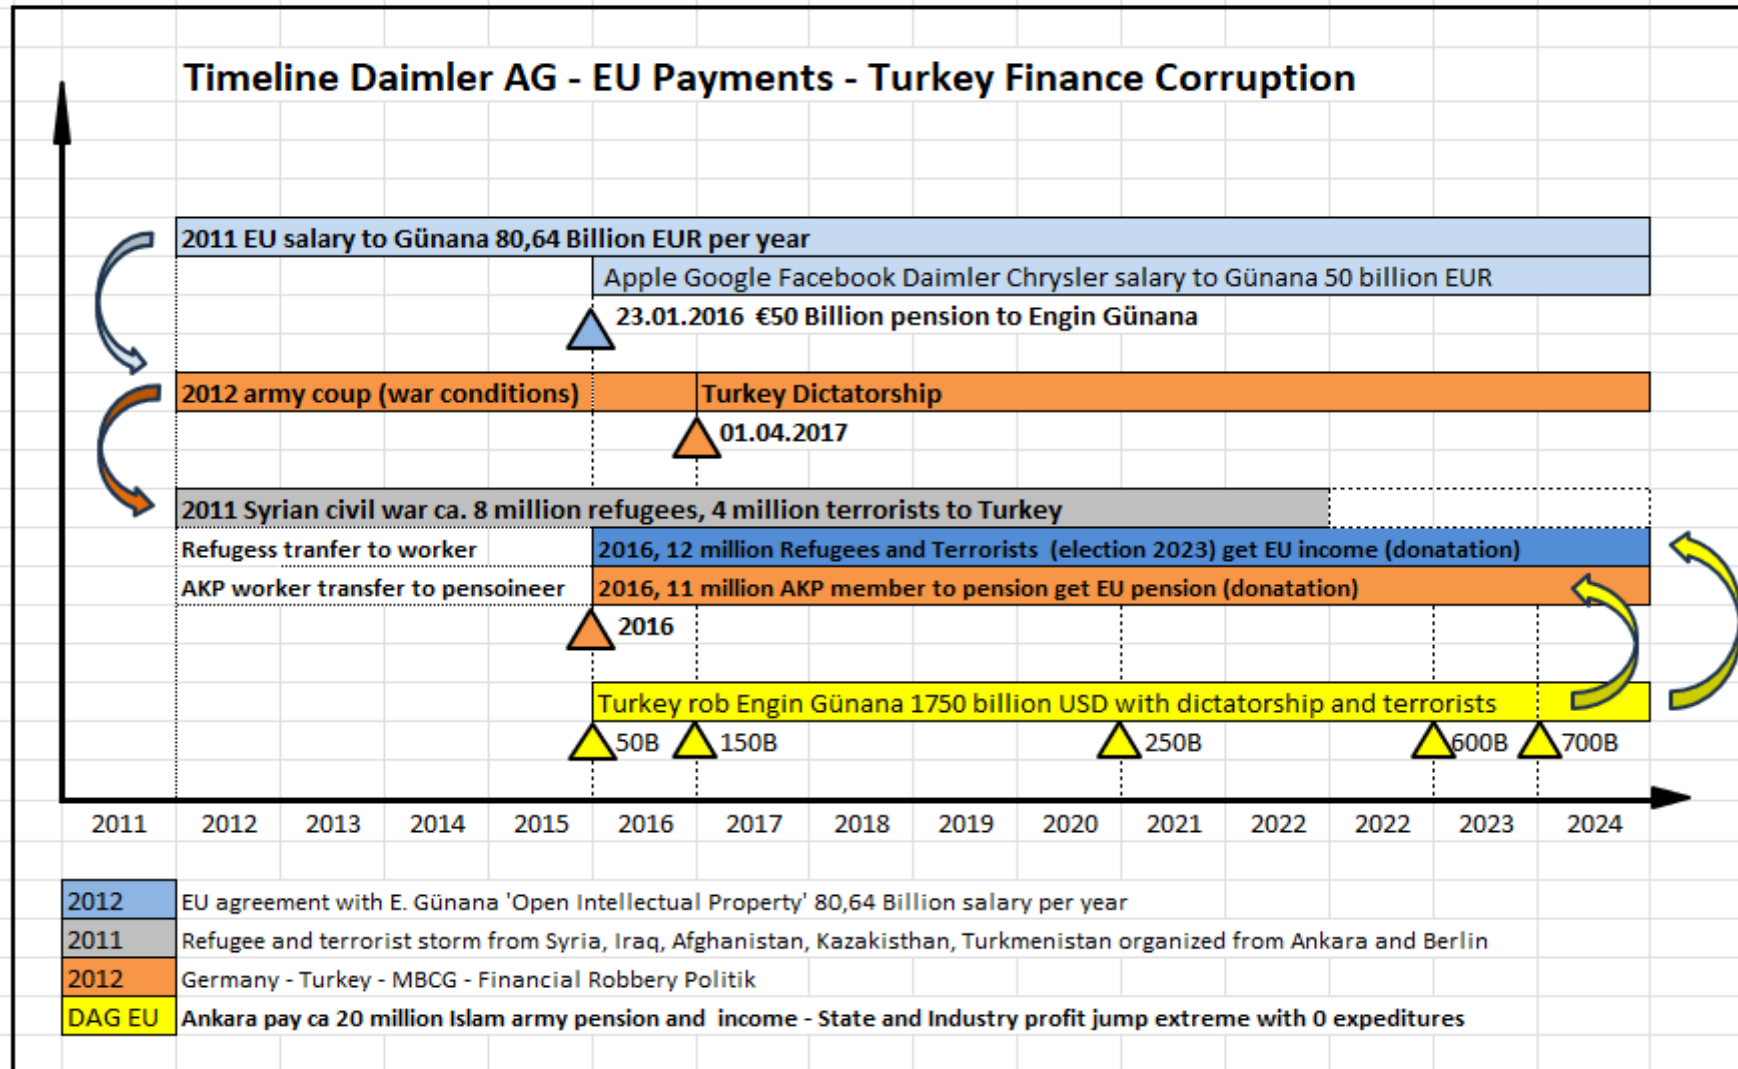 Timeline Daimler AG - EU Payments - Turkey Finance Corruption
2011 EU salary to Günana 80,64 Billion EUR per year
Apple Google Facebook Daimler Chrysler salary to Günana 50 billion EUR
23.01.2016 €50 Billion pension to Engin Günana
2012 army coup (war conditions) Turkey Dictatorship
01.04.2017
2011 Syrian civil war ca. 8 million refugees, 4 million terrorists to Turkey
Refugess tranfer to worker 2016, 12 million Refugees and Terrorists (election 2023) get EU income (donatation)
AKP worker transfer to pensoineer 2016, 11 million AKP member to pension get EU pension (donatation)
2016
Turkey rob Engin Günana 1750 billion USD with dictatorship and terrorists
50B 150B 250B 600B 700B
2011 2012 2013 2014 2015 2016 2017 2018 2019 2020 2021 2022 2022 2023 2024
2012 EU agreement with E. Günana 'Open Intellectual Property' 80,64 Billion salary per year
2011 Refugee and terrorist storm from Syria, Iraq, Afghanistan, Kazakisthan, Turkmenistan organized from Ankara and Berlin
2012 Germany - Turkey - MBCG - Financial Robbery Politik
DAG EU Ankara pay ca 20 million Islam army pension and income - State and Industry profit jump extreme with 0 expeditures